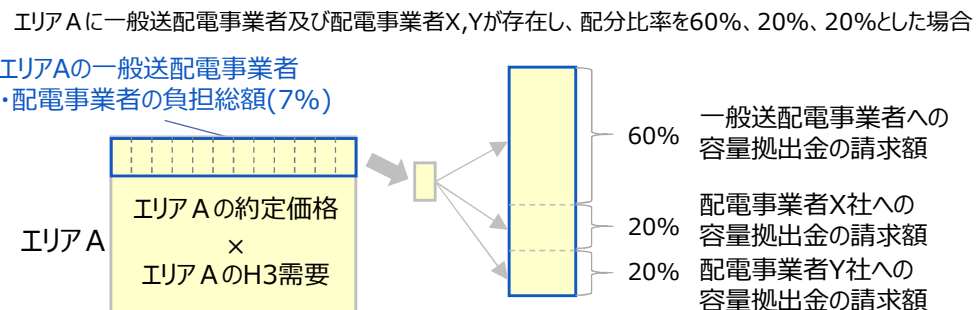 エリアAに一般送配電事業者及び配電事業者X,Yが存在し、配分比率を60%、20%、20%とした場合
エリアAの一般送配電事業者
・配電事業者の負担総額(7%)
エリアA
エリアAの約定価格
×
エリアAのH3需要
60%
一般送配電事業者への
容量拠出金の請求額
20%
配電事業者X社への
容量拠出金の請求額
20%
配電事業者Y社への
容量拠出金の請求額